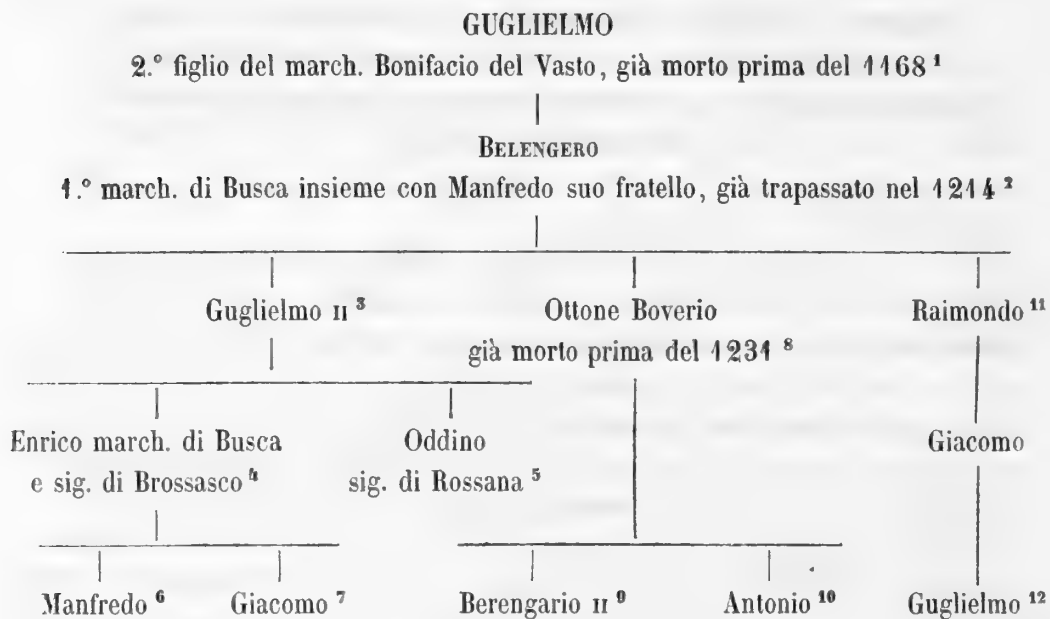 GUGLIELMO
2.° figlio del march. Bonifacio del Vasto, già morto prima del 1168 ¹
BELENGERO
1.° march. di Busca insieme con Manfredo suo fratello, già trapassato nel 1214 ²
Guglielmo II ³ Ottone Boverio Raimondo ¹¹
già morto prima del 1231 ⁸
Enrico march. di Busca Oddino Giacomo
e sig. di Brossasco ⁴ sig. di Rossana ⁵
Manfredo ⁶ Giacomo ⁷ Berengario II ⁹ Antonio ¹⁰ Guglielmo ¹²